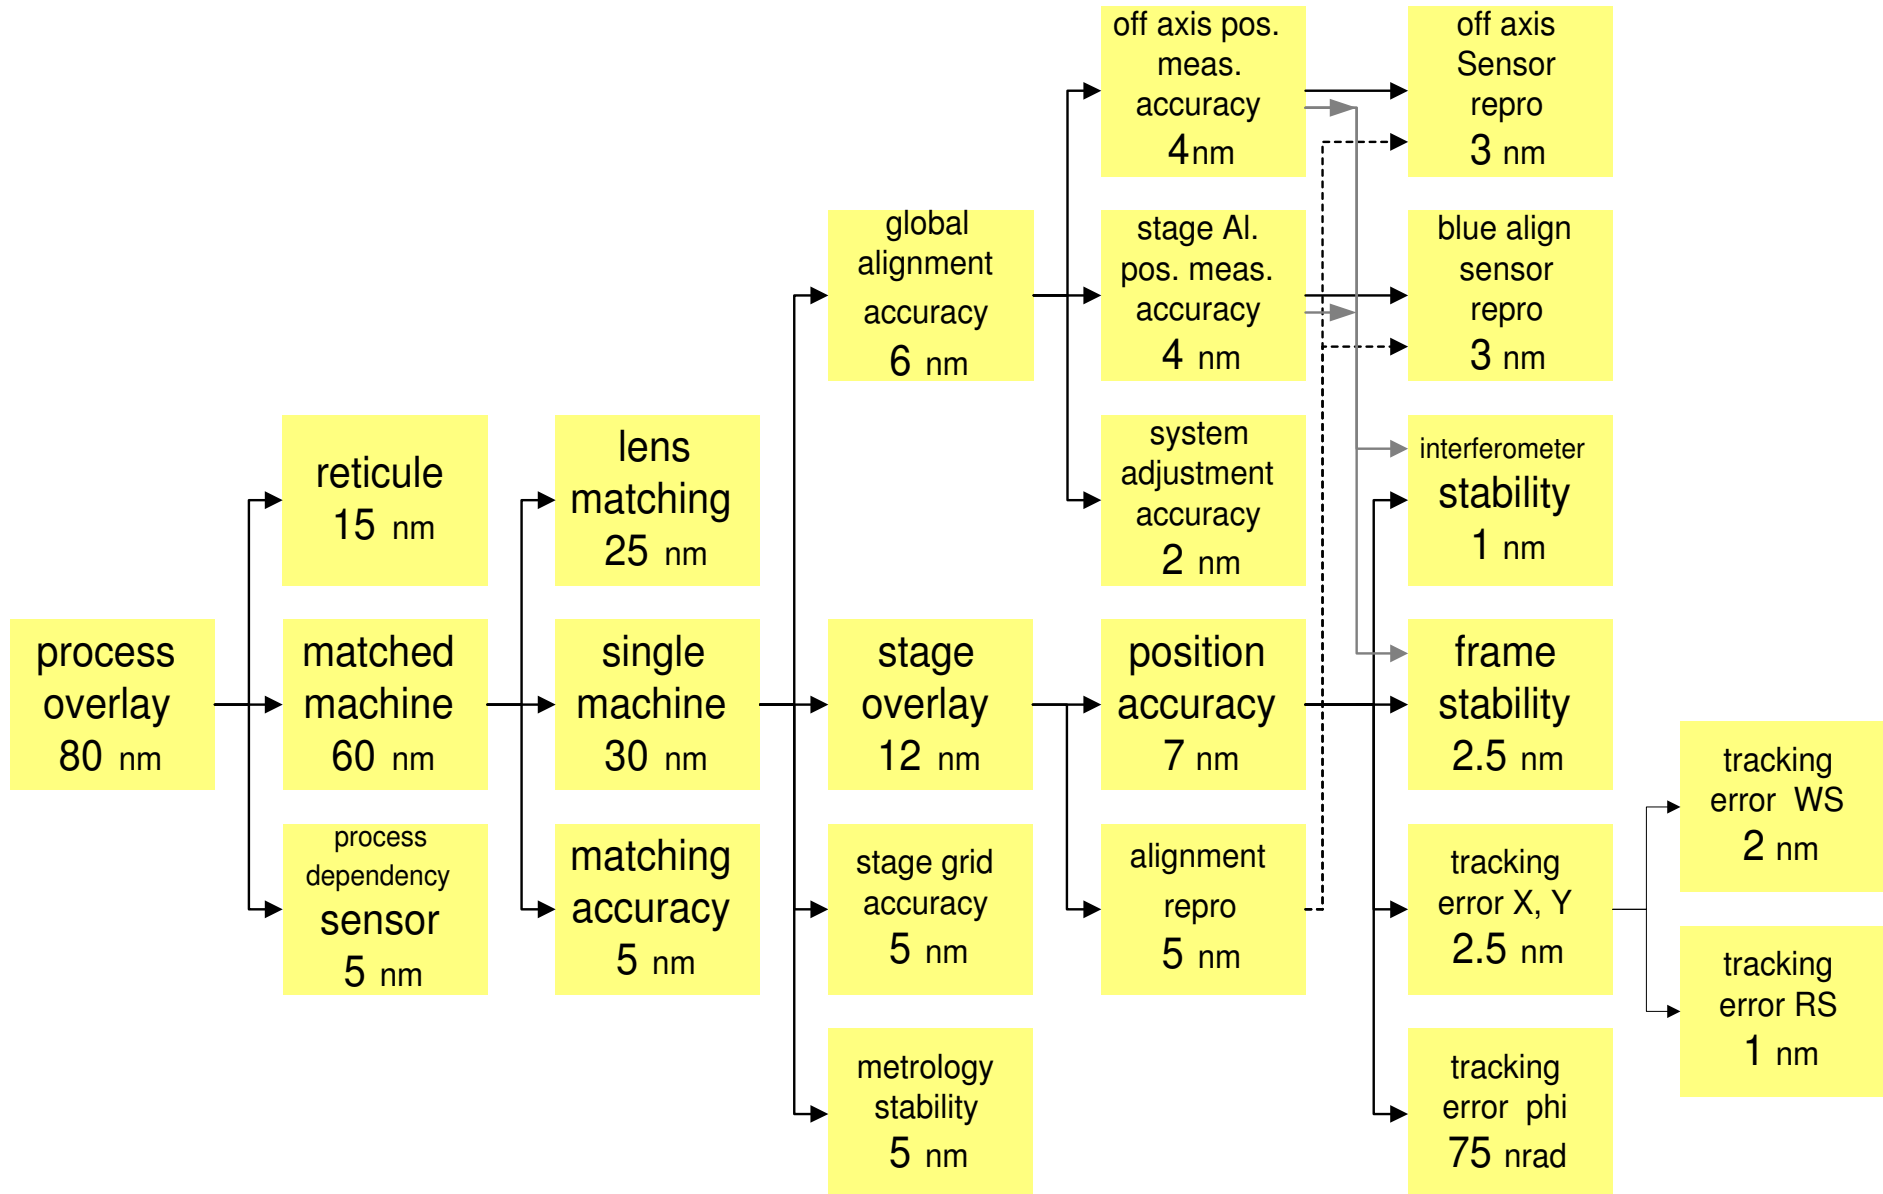 process
overlay
80 nm
reticule
15 nm
matched
machine
60 nm
process
dependency
sensor
5 nm
lens
matching
25 nm
single
machine
30 nm
matching
accuracy
5 nm
global
alignment
accuracy
6 nm
stage
overlay
12 nm
stage grid
accuracy
5 nm
metrology
stability
5 nm
off axis pos.
meas.
accuracy
4nm
stage Al.
pos. meas.
accuracy
4 nm
system
adjustment
accuracy
2 nm
position
accuracy
7 nm
alignment
repro
5 nm
off axis
Sensor
repro
3 nm
blue align
sensor
repro
3 nm
interferometer
stability
1 nm
frame
stability
2.5 nm
tracking
error X, Y
2.5 nm
tracking
error phi
75 nrad
tracking
error WS
2 nm
tracking
error RS
1 nm